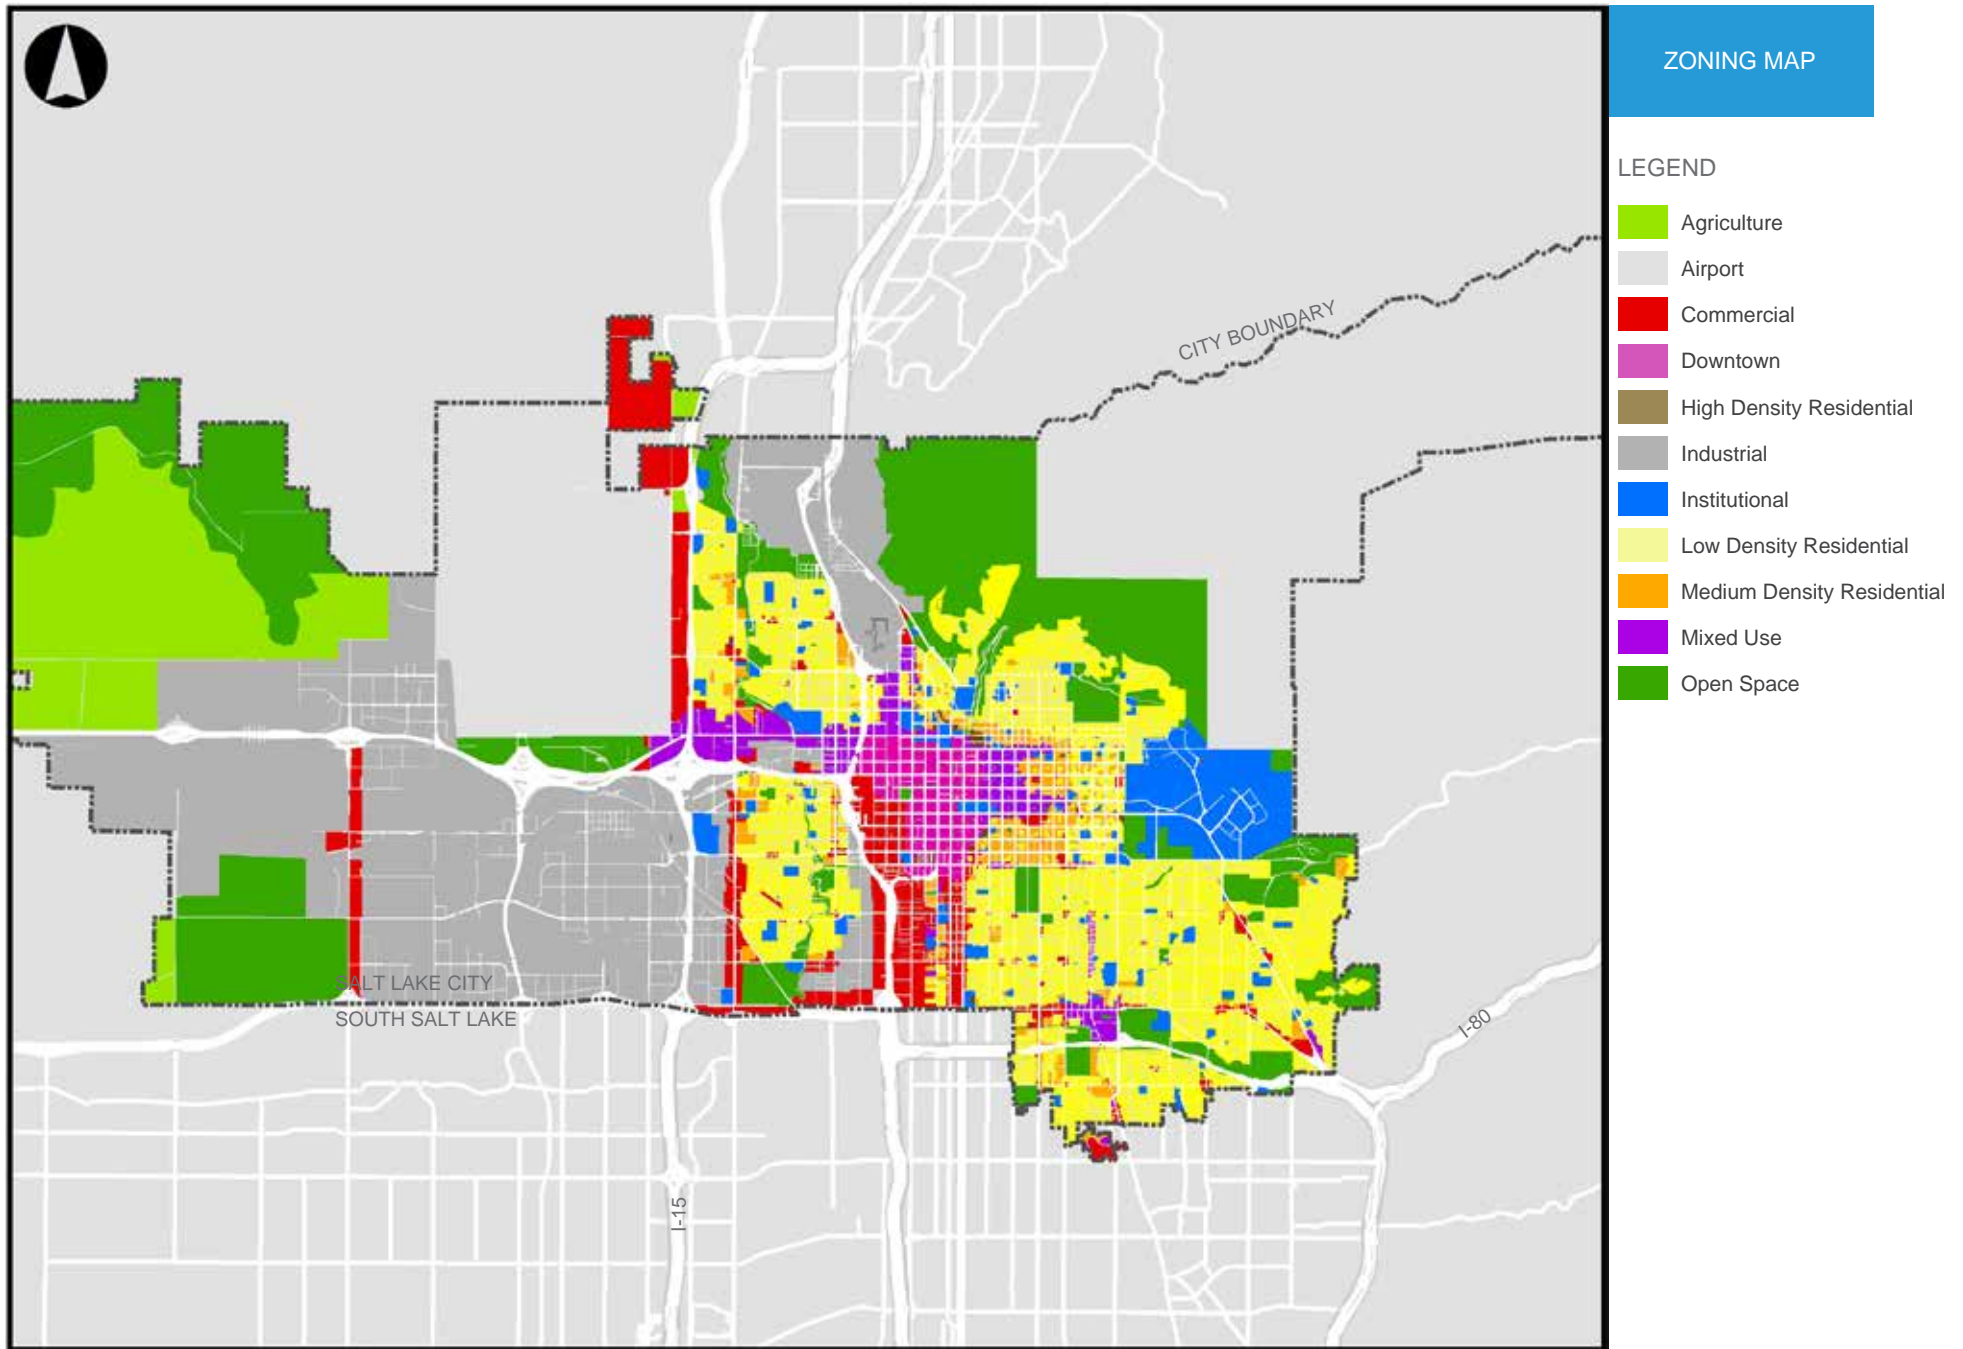 ZONING MAP
LEGEND
Agriculture
Airport
Commercial
Downtown
High Density Residential
Industrial
Institutional
Low Density Residential
Medium Density Residential
Mixed Use
Open Space
CITY BOUNDARY
SALT LAKE CITY
SOUTH SALT LAKE
I-80
I-15